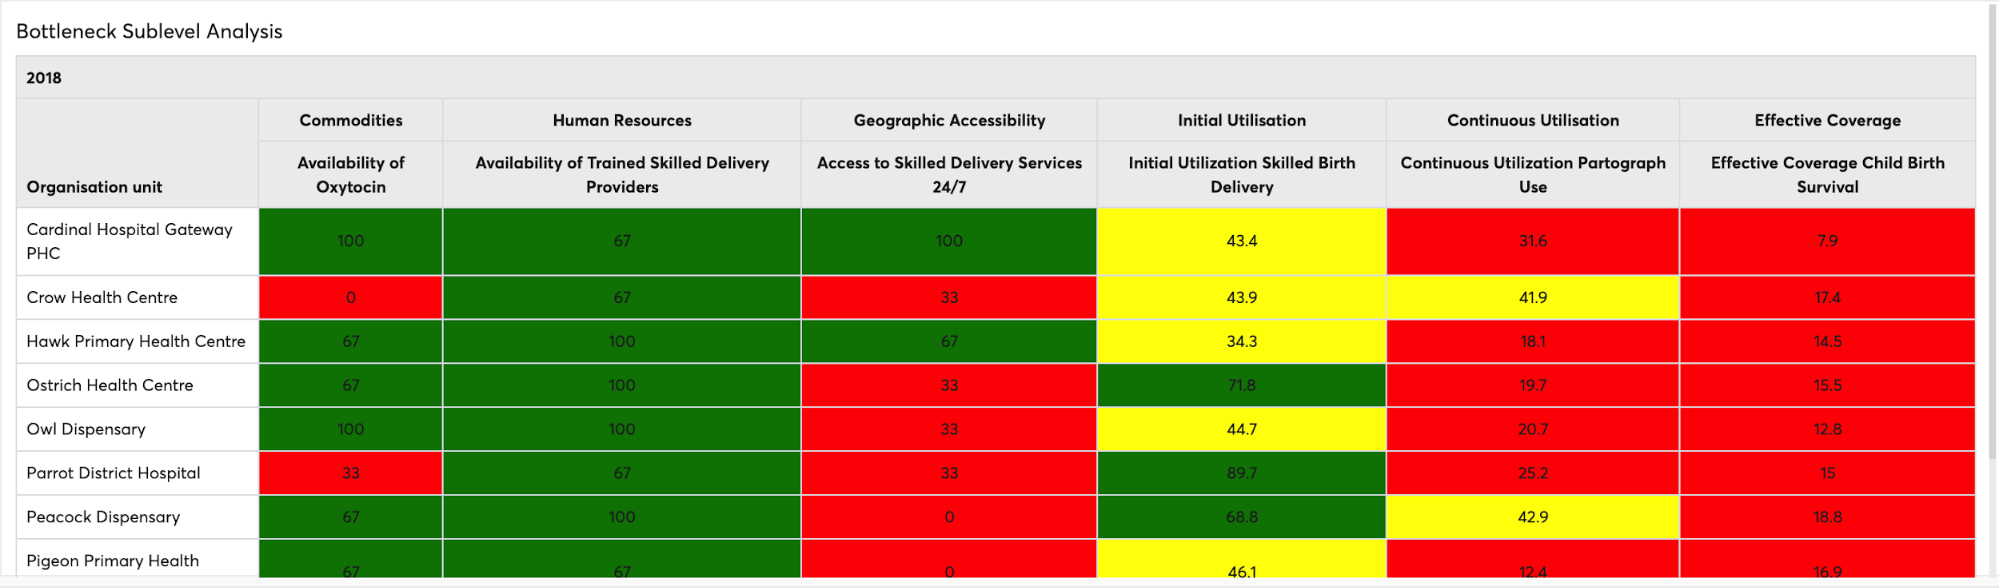 Bottleneck Sublevel Analysis
2018
Commodities Human Resources Geographic Accessibility Initial Utilisation Continuous Utilisation Effective Coverage
Organisation unit
Availability of Oxytocin
Availability of Trained Skilled Delivery Providers
Access to Skilled Delivery Services 24/7
Initial Utilization Skilled Birth Delivery
Continuous Utilization Partograph Use
Effective Coverage Child Birth Survival
Cardinal Hospital Gateway PHC 100 67 100 43.4 31.6 7.9
Crow Health Centre 0 67 33 43.9 41.9 17.4
Hawk Primary Health Centre 67 100 67 34.3 18.1 14.5
Ostrich Health Centre 67 100 33 71.8 19.7 15.5
Owl Dispensary 100 100 33 44.7 20.7 12.8
Parrot District Hospital 33 67 33 89.7 25.2 15
Peacock Dispensary 67 100 0 68.8 42.9 18.8
Pigeon Primary Health 67 67 0 46.1 12.4 16.9